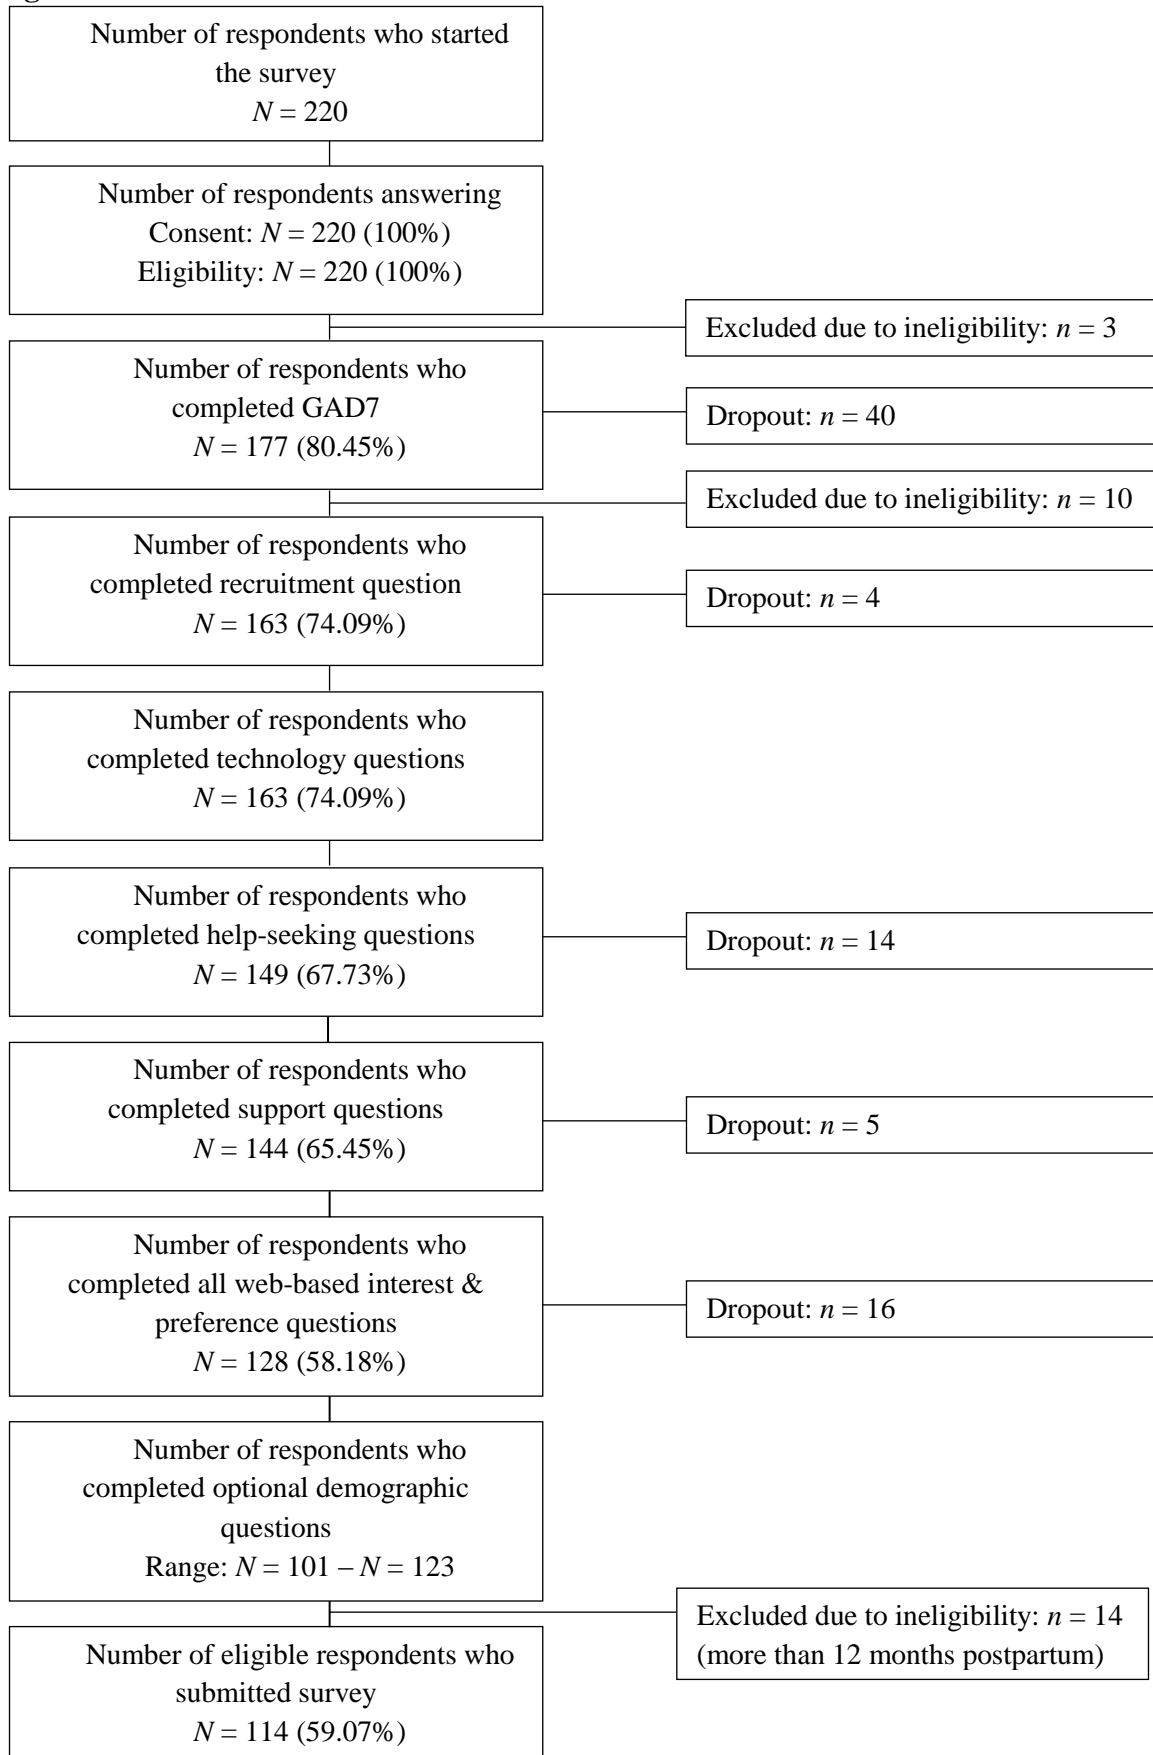 Number of respondents who started
the survey
N = 220
Number of respondents answering
Consent: N = 220 (100%)
Eligibility: N = 220 (100%)
Excluded due to ineligibility: n = 3
Number of respondents who
completed GAD7
N = 177 (80.45%)
Dropout: n = 40
Excluded due to ineligibility: n = 10
Number of respondents who
completed recruitment question
N = 163 (74.09%)
Dropout: n = 4
Number of respondents who
completed technology questions
N = 163 (74.09%)
Number of respondents who
completed help-seeking questions
N = 149 (67.73%)
Dropout: n = 14
Number of respondents who
completed support questions
N = 144 (65.45%)
Dropout: n = 5
Number of respondents who
completed all web-based interest &
preference questions
N = 128 (58.18%)
Dropout: n = 16
Number of respondents who
completed optional demographic
questions
Range: N = 101 – N = 123
Excluded due to ineligibility: n = 14
(more than 12 months postpartum)
Number of eligible respondents who
submitted survey
N = 114 (59.07%)